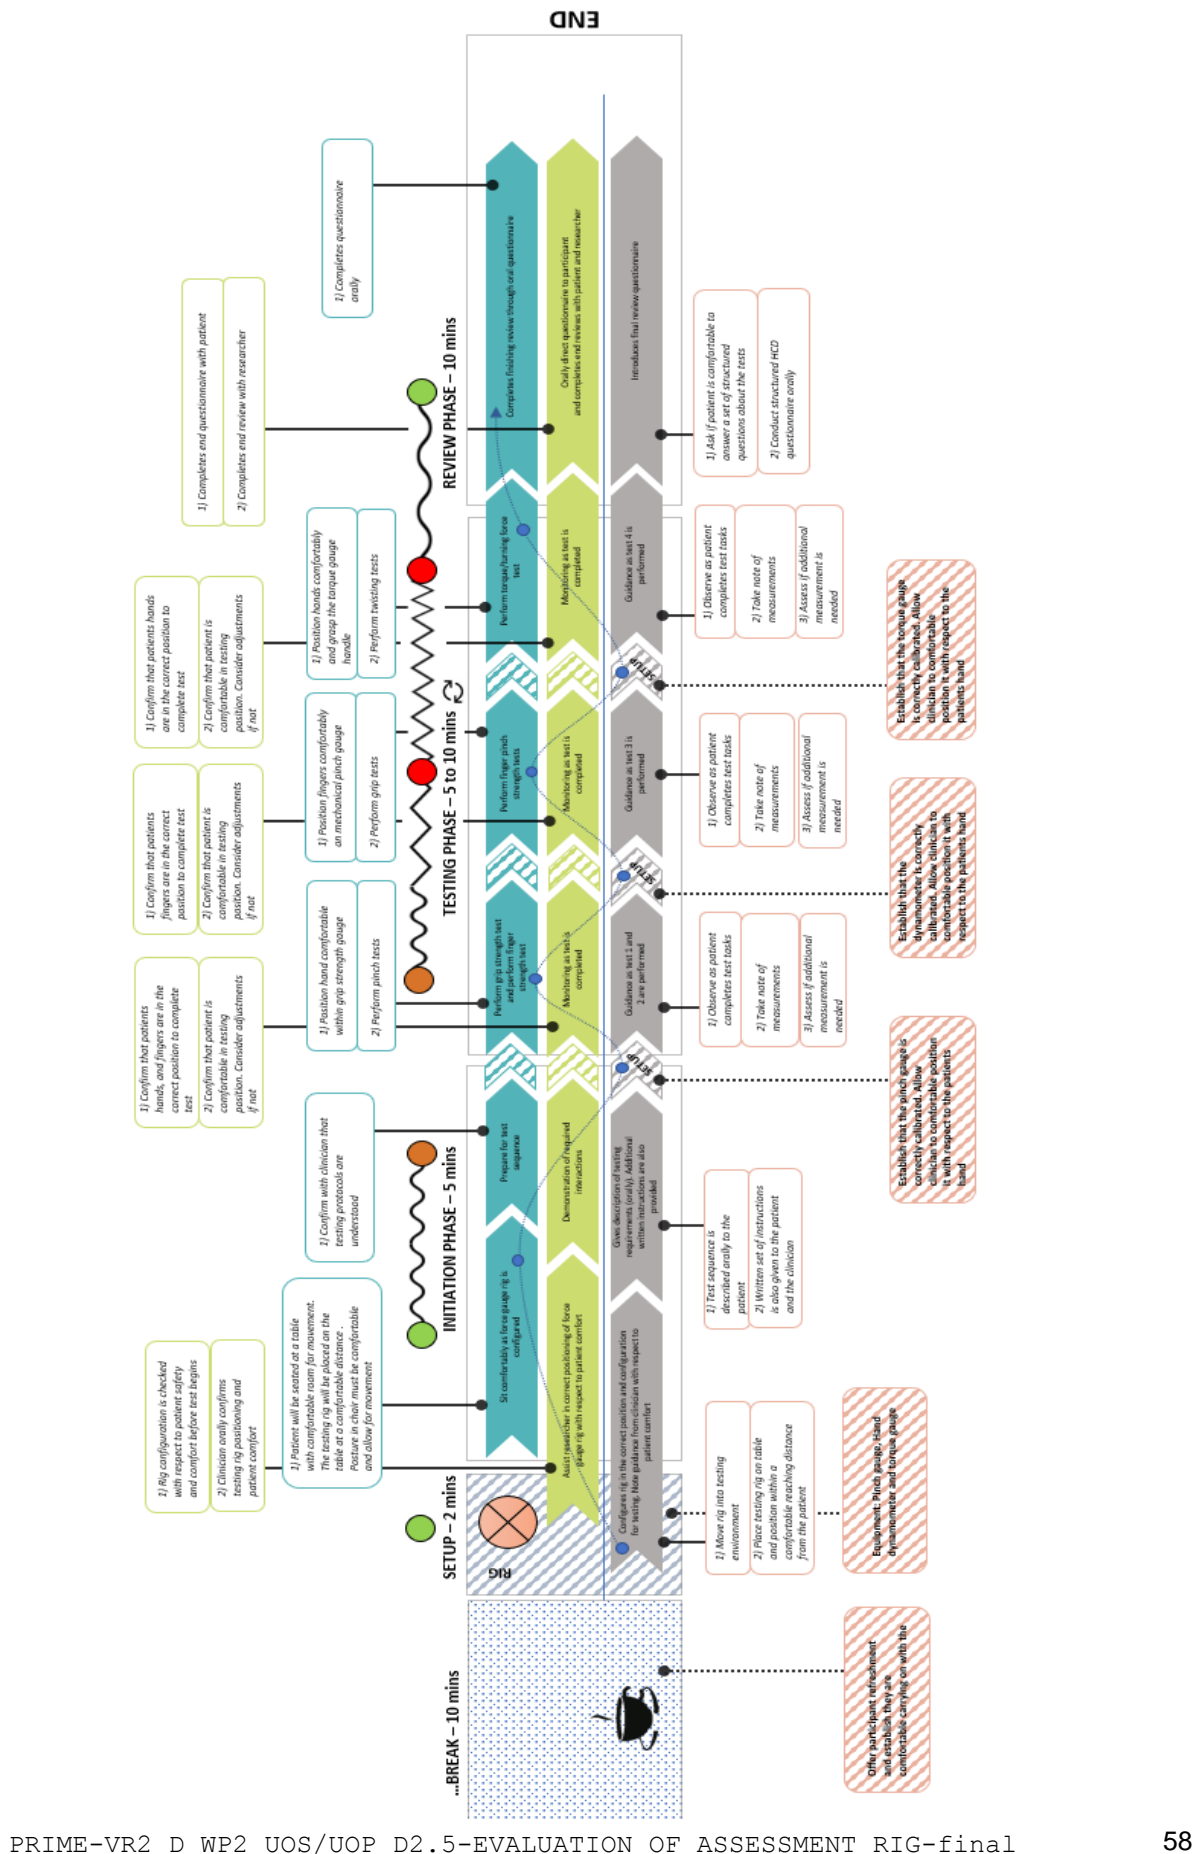 ...BREAK – 10 mins
SETUP – 2 mins
INITIATION PHASE – 5 mins
TESTING PHASE – 5 to 10 mins
REVIEW PHASE – 10 mins
END
1) Rig configuration is checked
with respect to patient safety
and comfort before test begins
2) Clinician orally confirms
testing rig positioning and
patient comfort
1) Confirm that patients
hands, and fingers are in the
correct position to complete
test
2) Confirm that patient is
comfortable in testing
position. Consider adjustments
if not
1) Confirm that patients
fingers are in the correct
position to complete test
2) Confirm that patient is
comfortable in testing
position. Consider adjustments
if not
1) Confirm that patients hands
are in the correct position to
complete test
2) Confirm that patient is
comfortable in testing
position. Consider adjustments
if not
1) Completes end questionnaire with patient
2) Completes end review with researcher
1) Patient will be seated at a table
with comfortable room for movement.
The testing rig will be placed on the
table at a comfortable distance .
Posture in chair must be comfortable
and allow for movement
1) Confirm with clinician that
testing protocols are
understood
1) Position hand comfortable
within grip strength gauge
2) Perform pinch tests
1) Position fingers comfortably
on mechanical pinch gauge
2) Perform grip tests
1) Position hands comfortably
and grasp the torque gauge
handle
2) Perform twisting tests
1) Completes questionnaire
orally
RIG
Sit comfortably as force gauge rig is
configured
Prepare for test
sequence
Perform grip strength test
and perform finger
strength test
Perform finger pinch
strength tests
Perform torque/turning force
test
Completes finishing review through oral questionnaire
Assist researcher in correct positioning of force
gauge rig with respect to patient comfort
Demonstration of required
interactions
Monitoring as test is
completed
Monitoring as test is
completed
Monitoring as test is
completed
Orally direct questionnaire to participant
and completes end reviews with patient and researcher
Configures rig in the correct position and configuration
for testing. Note guidance from clinician with respect to
patient comfort
Gives description of testing
requirements (orally). Additional
written instructions are also
provided
SETUP
Guidance as test 1 and
2 are performed
SETUP
Guidance as test 3 is
performed
SETUP
Guidance as test 4 is
performed
Introduces final review questionnaire
1) Move rig into testing
environment
2) Place testing rig on table
and position within a
comfortable reaching distance
from the patient
1) Test sequence is
described orally to the
patient
2) Written set of instructions
is also given to the patient
and the clinician
1) Observe as patient
completes test tasks
2) Take note of
measurements
3) Assess if additional
measurement is
needed
1) Observe as patient
completes test tasks
2) Take note of
measurements
3) Assess if additional
measurement is
needed
1) Observe as patient
completes test tasks
2) Take note of
measurements
3) Assess if additional
measurement is
needed
1) Ask if patient is comfortable to
answer a set of structured
questions about the tests
2) Conduct structured HCD
questionnaire orally
Offer participant refreshment
and establish they are
comfortable carrying on with the
Equipment: Pinch gauge, Hand
dynamometer and torque gauge
Establish that the pinch gauge is
correctly calibrated. Allow
clinician to comfortable position
it with respect to the patients
hand
Establish that the
dynamometer is correctly
calibrated. Allow clinician to
comfortable position it with
respect to the patients hand
Establish that the torque gauge
is correctly calibrated. Allow
clinician to comfortable
position it with respect to the
patients hand
PRIME-VR2 D WP2 UOS/UOP D2.5-EVALUATION OF ASSESSMENT RIG-final 58